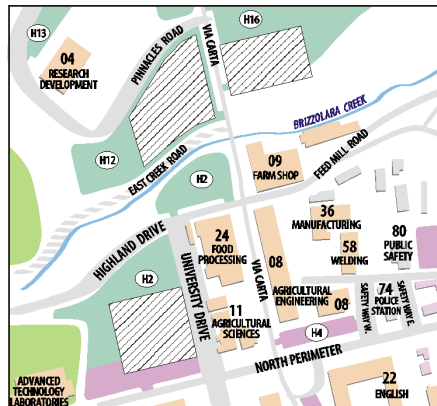 H13
H16
04
RESEARCH
DEVELOPMENT
PINNACLES ROAD
VIA CARTA
BRIZZOLARA CREEK
H12
EAST CREEK ROAD
H2
09
FARM SHOP
FEED MILL ROAD
HIGHLAND DRIVE
24
FOOD
PROCESSING
36
MANUFACTURING
58
WELDING
80
PUBLIC
SAFETY
H2
UNIVERSITY DRIVE
VIA CARTA
08
AGRICULTURAL
ENGINEERING
08
74
POLICE
STATION
SAFETY WAY W.
SAFETY WAY E.
11
AGRICULTURAL
SCIENCES
H4
NORTH PERIMETER
ADVANCED
TECHNOLOGY
LABORATORIES
22
ENGLISH